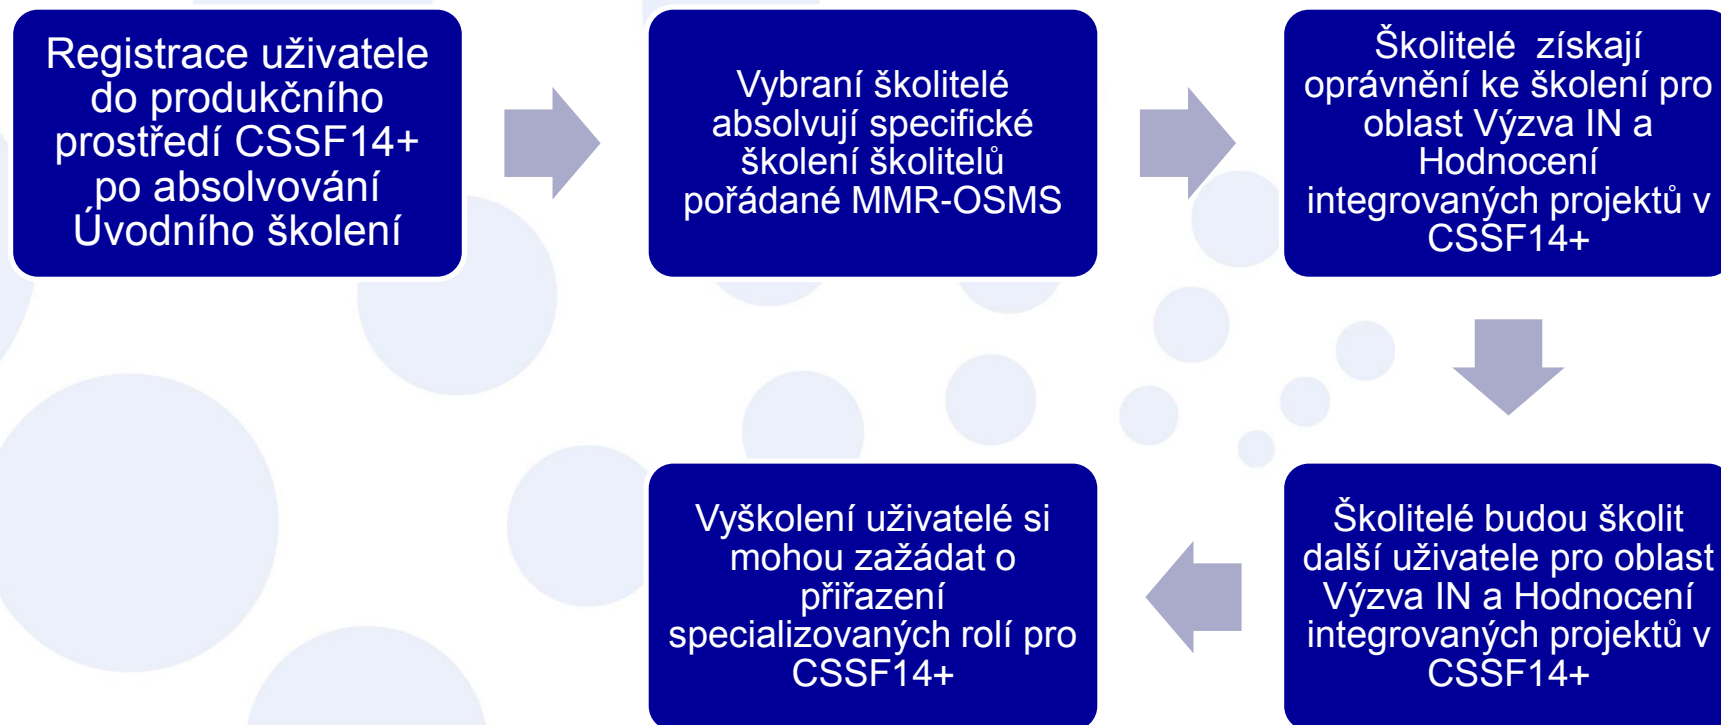 Registrace uživatele
do produkčního
prostředí CSSF14+
po absolvování
Úvodního školení
Vybraní školitelé
absolvují specifické
školení školitelů
pořádané MMR-OSMS
Školitelé získají
oprávnění ke školení pro
oblast Výzva IN a
Hodnocení
integrovaných projektů v
CSSF14+
Školitelé budou školit
další uživatele pro oblast
Výzva IN a Hodnocení
integrovaných projektů v
CSSF14+
Vyškolení uživatelé si
mohou zažádat o
přiřazení
specializovaných rolí pro
CSSF14+